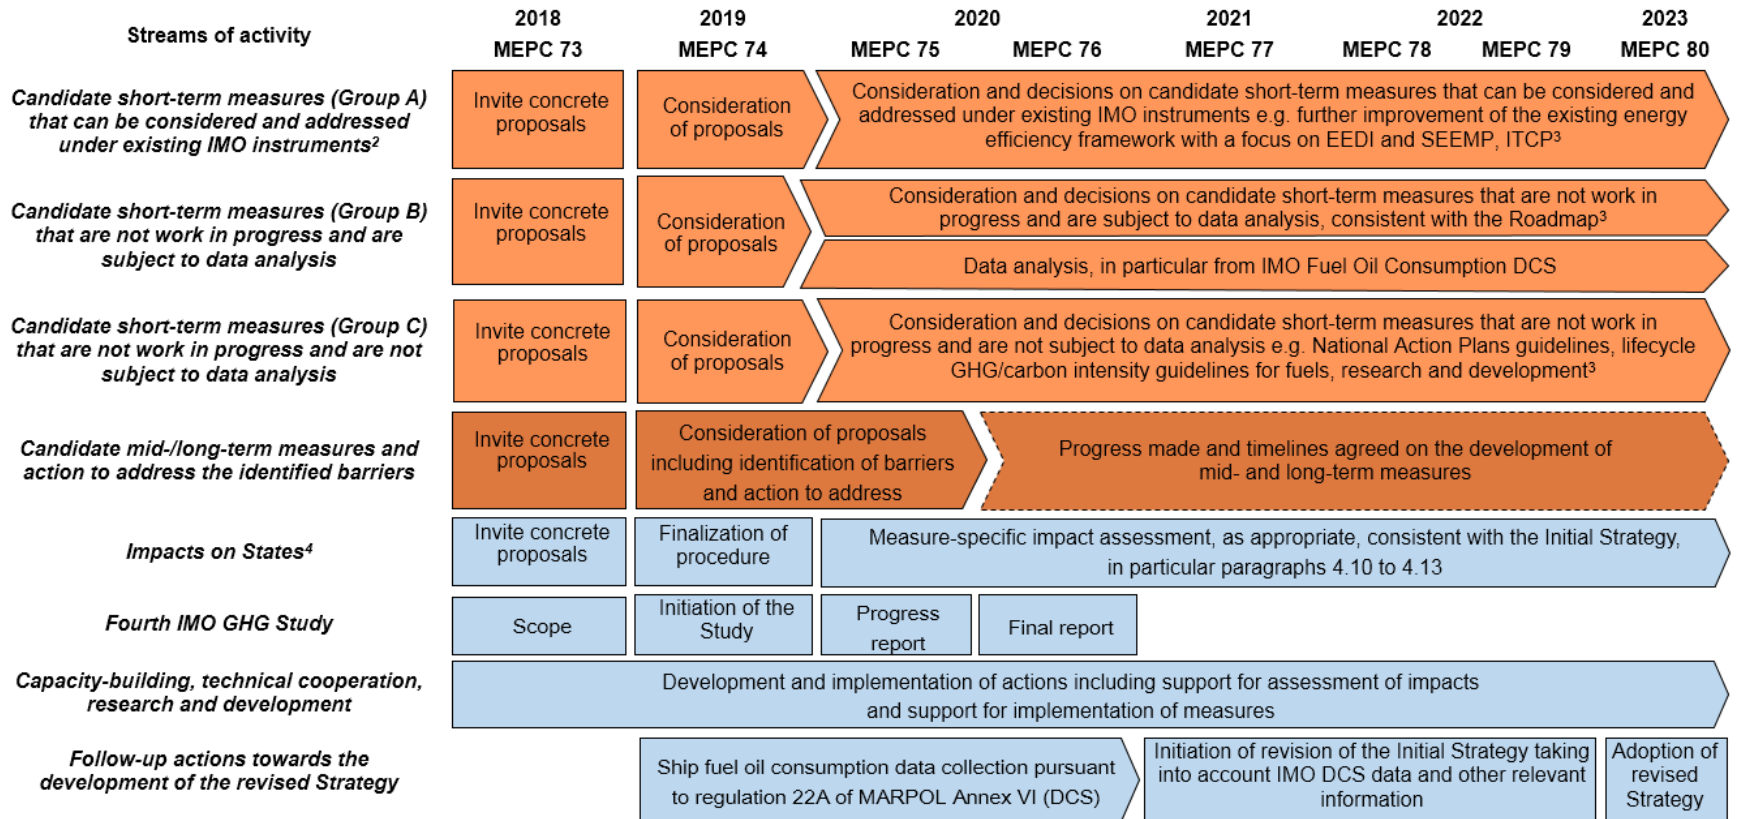 Streams of activity
2018
MEPC 73
2019
MEPC 74
2020
MEPC 75
MEPC 76
2021
MEPC 77
2022
MEPC 78
MEPC 79
2023
MEPC 80
Candidate short-term measures (Group A)
that can be considered and addressed
under existing IMO instruments²
Invite concrete
proposals
Consideration
of proposals
Consideration and decisions on candidate short-term measures that can be considered and
addressed under existing IMO instruments e.g. further improvement of the existing energy
efficiency framework with a focus on EEDI and SEEMP, ITCP³
Candidate short-term measures (Group B)
that are not work in progress and are
subject to data analysis
Invite concrete
proposals
Consideration
of proposals
Consideration and decisions on candidate short-term measures that are not work in
progress and are subject to data analysis, consistent with the Roadmap³
Data analysis, in particular from IMO Fuel Oil Consumption DCS
Candidate short-term measures (Group C)
that are not work in progress and are not
subject to data analysis
Invite concrete
proposals
Consideration
of proposals
Consideration and decisions on candidate short-term measures that are not work in
progress and are not subject to data analysis e.g. National Action Plans guidelines, lifecycle
GHG/carbon intensity guidelines for fuels, research and development³
Candidate mid-/long-term measures and
action to address the identified barriers
Invite concrete
proposals
Consideration of proposals
including identification of barriers
and action to address
Progress made and timelines agreed on the development of
mid- and long-term measures
Impacts on States⁴
Invite concrete
proposals
Finalization of
procedure
Measure-specific impact assessment, as appropriate, consistent with the Initial Strategy,
in particular paragraphs 4.10 to 4.13
Fourth IMO GHG Study
Scope
Initiation of the
Study
Progress
report
Final report
Capacity-building, technical cooperation,
research and development
Development and implementation of actions including support for assessment of impacts
and support for implementation of measures
Follow-up actions towards the
development of the revised Strategy
Ship fuel oil consumption data collection pursuant
to regulation 22A of MARPOL Annex VI (DCS)
Initiation of revision of the Initial Strategy taking
into account IMO DCS data and other relevant
information
Adoption of
revised
Strategy